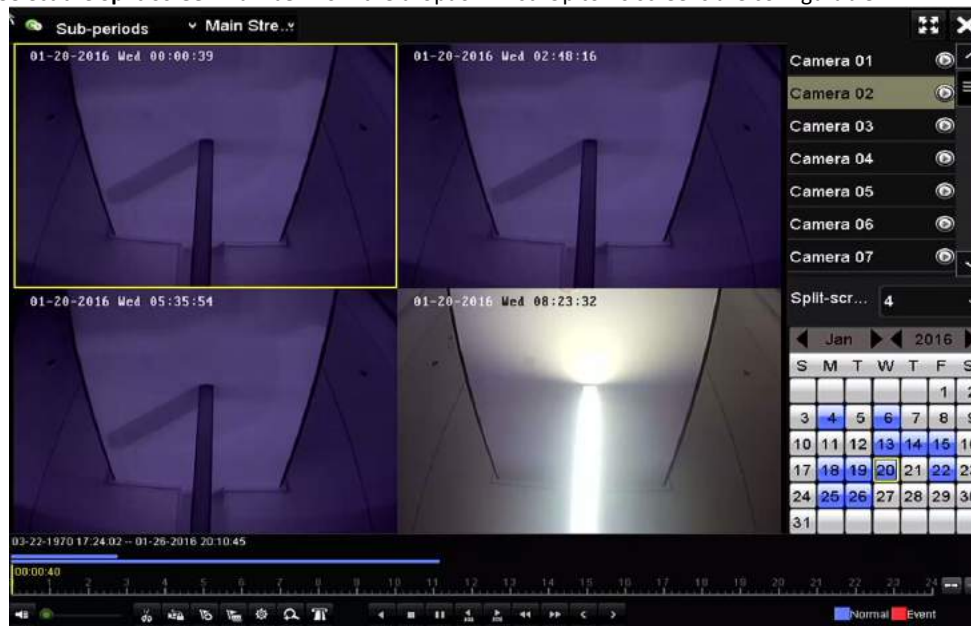 Sub-periods Main Stre..
01-20-2016 Wed 00:00:39
01-20-2016 Wed 02:48:16
01-20-2016 Wed 05:35:54
01-20-2016 Wed 08:23:32
Camera 01
Camera 02
Camera 03
Camera 04
Camera 05
Camera 06
Camera 07
Split-scr... 4
Jan 2016
S M T W T F S
1 2
3 4 5 6 7 8 9
10 11 12 13 14 15 16
17 18 19 20 21 22 23
24 25 26 27 28 29 30
31
03-22-1970 17:24:02 -- 01-26-2016 20:10:45
00:00:40
1 2 3 4 5 6 7 8 9 10 11 12 13 14 15 16 17 18 19 20 21 22 23 24
Normal Event